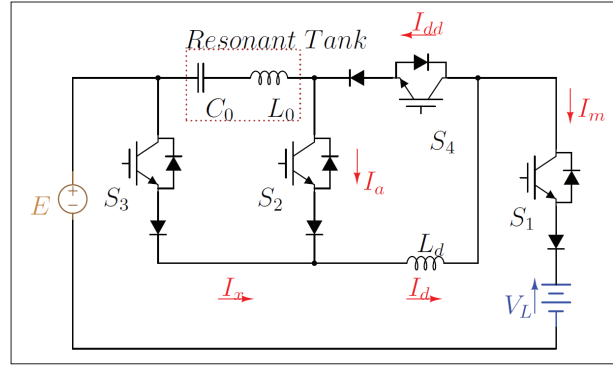 I_dd
Resonant Tank
C_0 L_0
I_m
S_4
S_3 S_2 I_a
S_1
E + −
L_d
I_x I_d
V_L